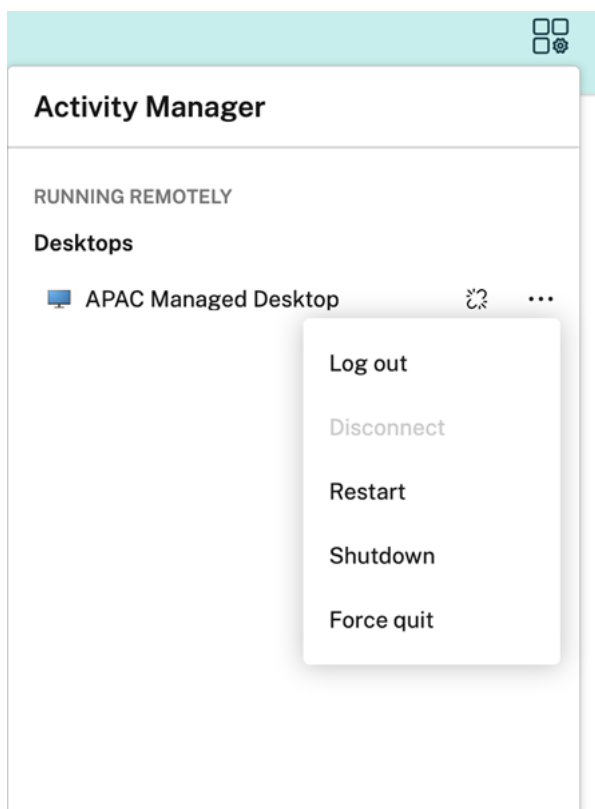 Activity Manager
RUNNING REMOTELY
Desktops
APAC Managed Desktop
Log out
Disconnect
Restart
Shutdown
Force quit